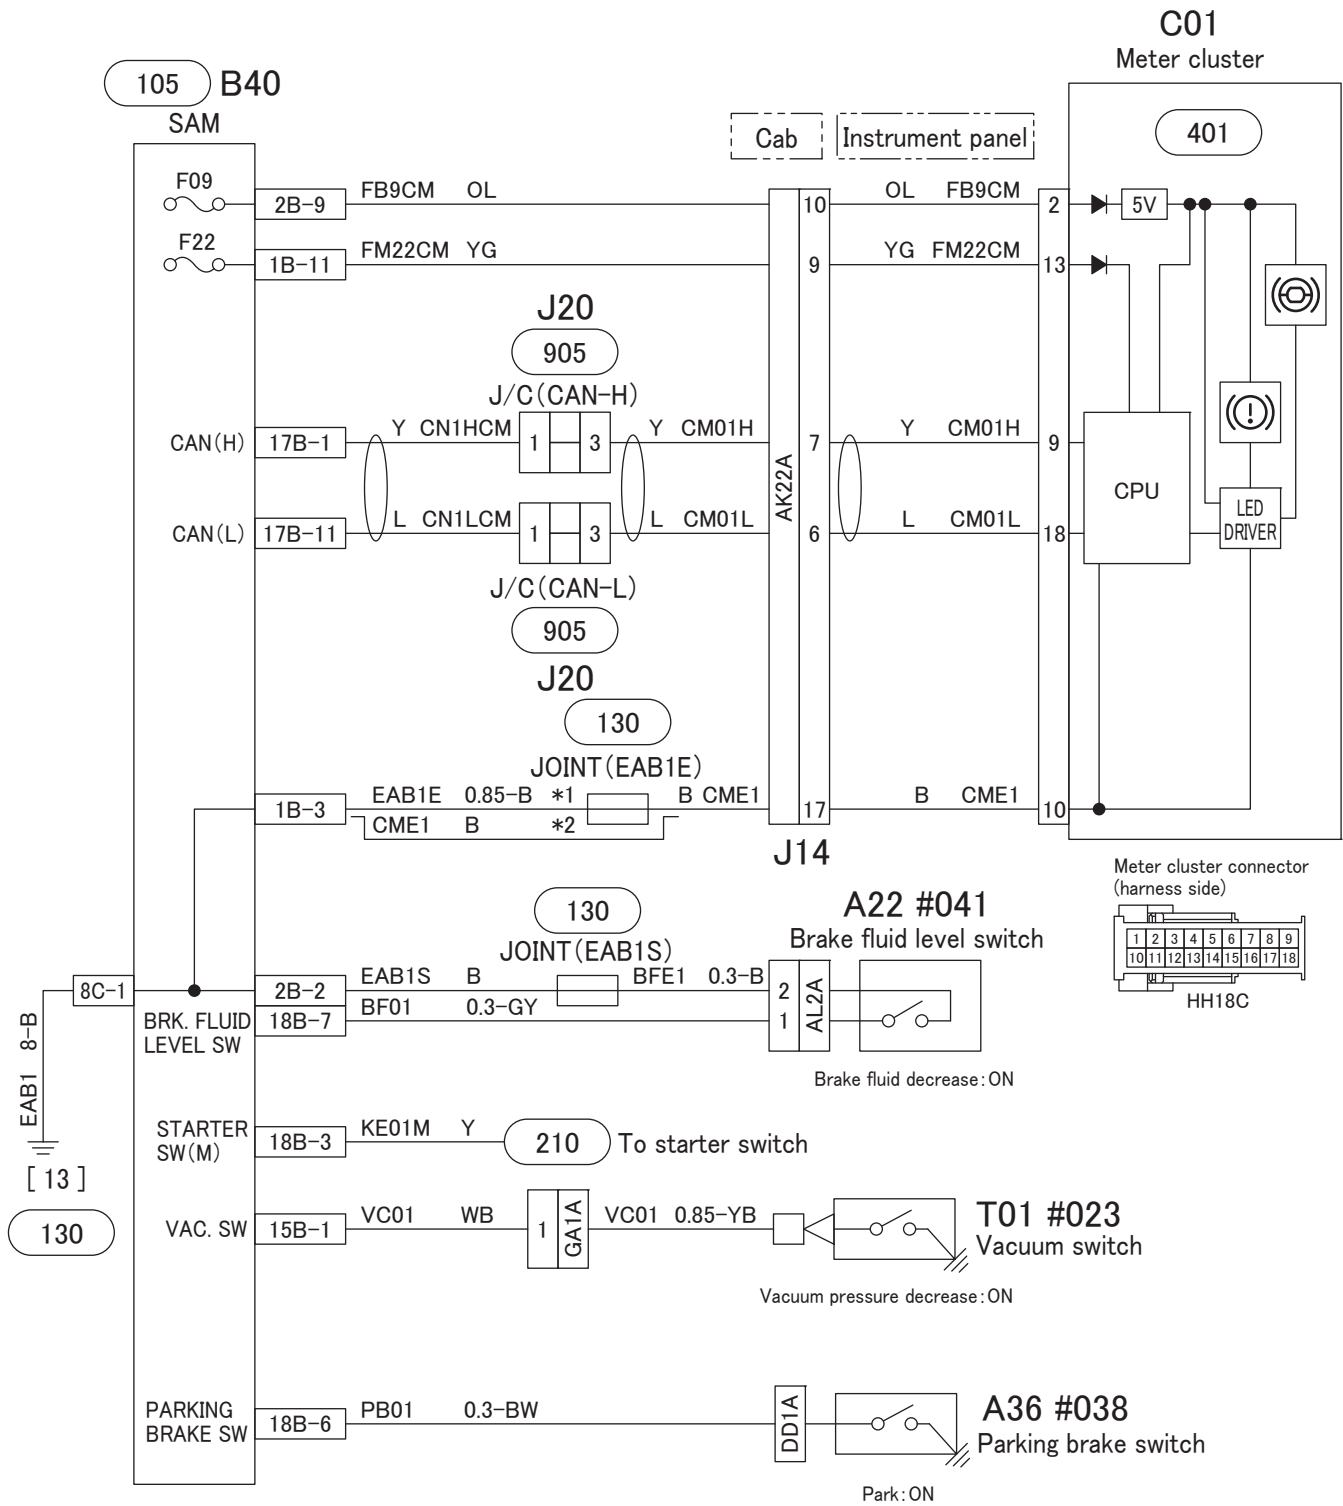 C01
Meter cluster
105 B40
SAM
Cab Instrument panel
401
F09 2B-9 FB9CM OL 10 OL FB9CM 2 5V
F22 1B-11 FM22CM YG 9 YG FM22CM 13
J20
905
J/C(CAN-H)
CAN(H) 17B-1 Y CN1HCM 1 3 Y CM01H 7 Y CM01H 9
AK22A
CPU
LED
DRIVER
CAN(L) 17B-11 L CN1LCM 1 3 L CM01L 6 L CM01L 18
J/C(CAN-L)
905
J20
130
JOINT(EAB1E)
1B-3 EAB1E 0.85-B *1 B CME1 17 B CME1 10
CME1 B *2
J14
Meter cluster connector
(harness side)
1 2 3 4 5 6 7 8 9
10 11 12 13 14 15 16 17 18
HH18C
130
JOINT(EAB1S)
A22 #041
Brake fluid level switch
8C-1 2B-2 EAB1S B BFE1 0.3-B 2
BRK. FLUID
LEVEL SW
18B-7 BF01 0.3-GY 1
AL2A
Brake fluid decrease:ON
EAB1 8-B
[13]
130
STARTER
SW(M)
18B-3 KE01M Y 210 To starter switch
VAC. SW 15B-1 VC01 WB 1 GA1A VC01 0.85-YB
T01 #023
Vacuum switch
Vacuum pressure decrease:ON
PARKING
BRAKE SW
18B-6 PB01 0.3-BW DD1A
A36 #038
Parking brake switch
Park:ON